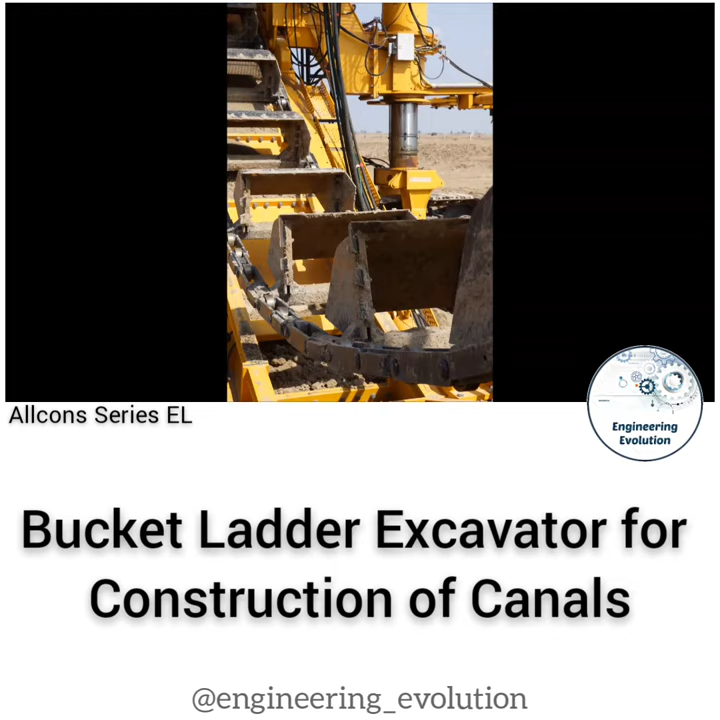 Allcons Series EL
Engineering
Evolution
Bucket Ladder Excavator for
Construction of Canals
@engineering_evolution